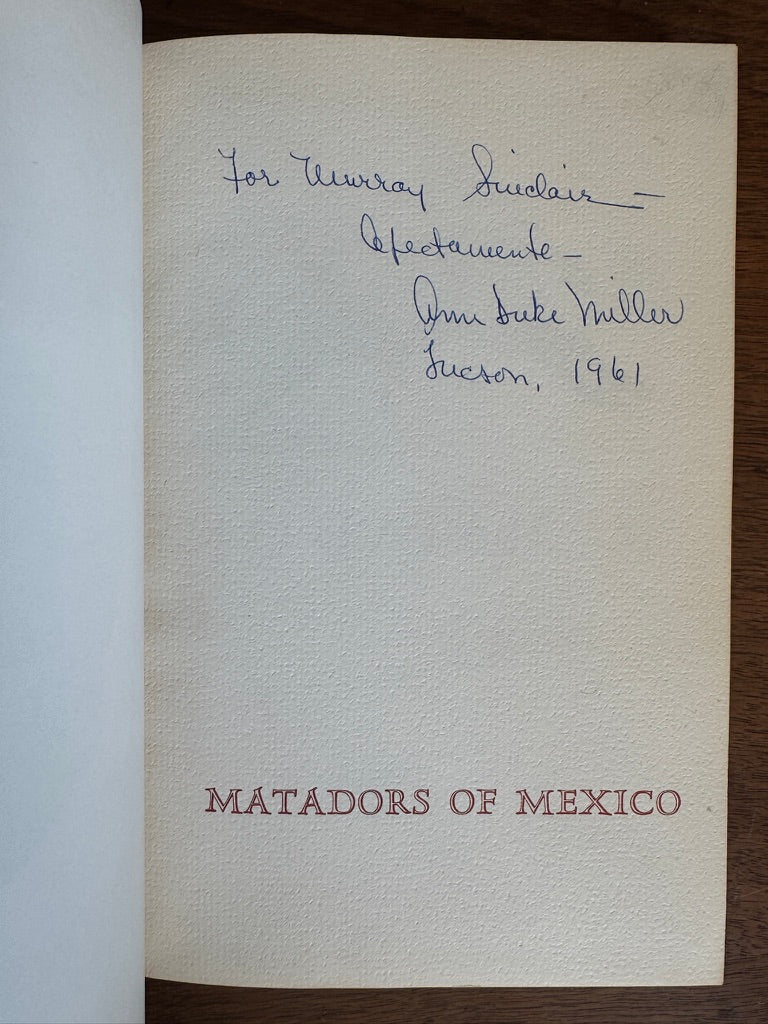 For Murray Sinclair —
Afectamente —
Ann Duke Miller
Tucson, 1961
MATADORS OF MEXICO